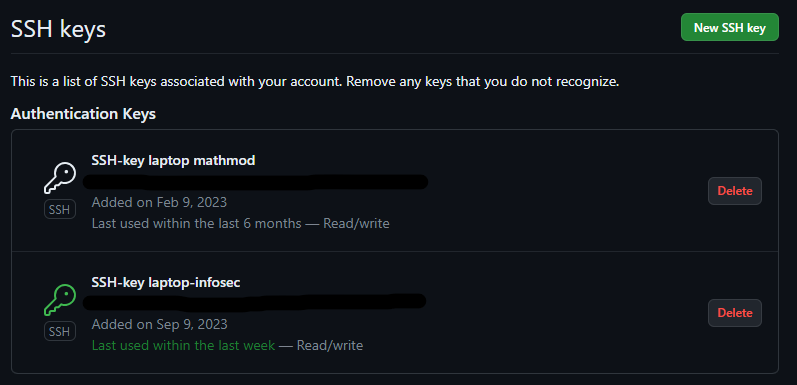 SSH keys
New SSH key
This is a list of SSH keys associated with your account. Remove any keys that you do not recognize.
Authentication Keys
SSH-key laptop mathmod
SSH
Added on Feb 9, 2023
Last used within the last 6 months — Read/write
Delete
SSH-key laptop-infosec
SSH
Added on Sep 9, 2023
Last used within the last week — Read/write
Delete